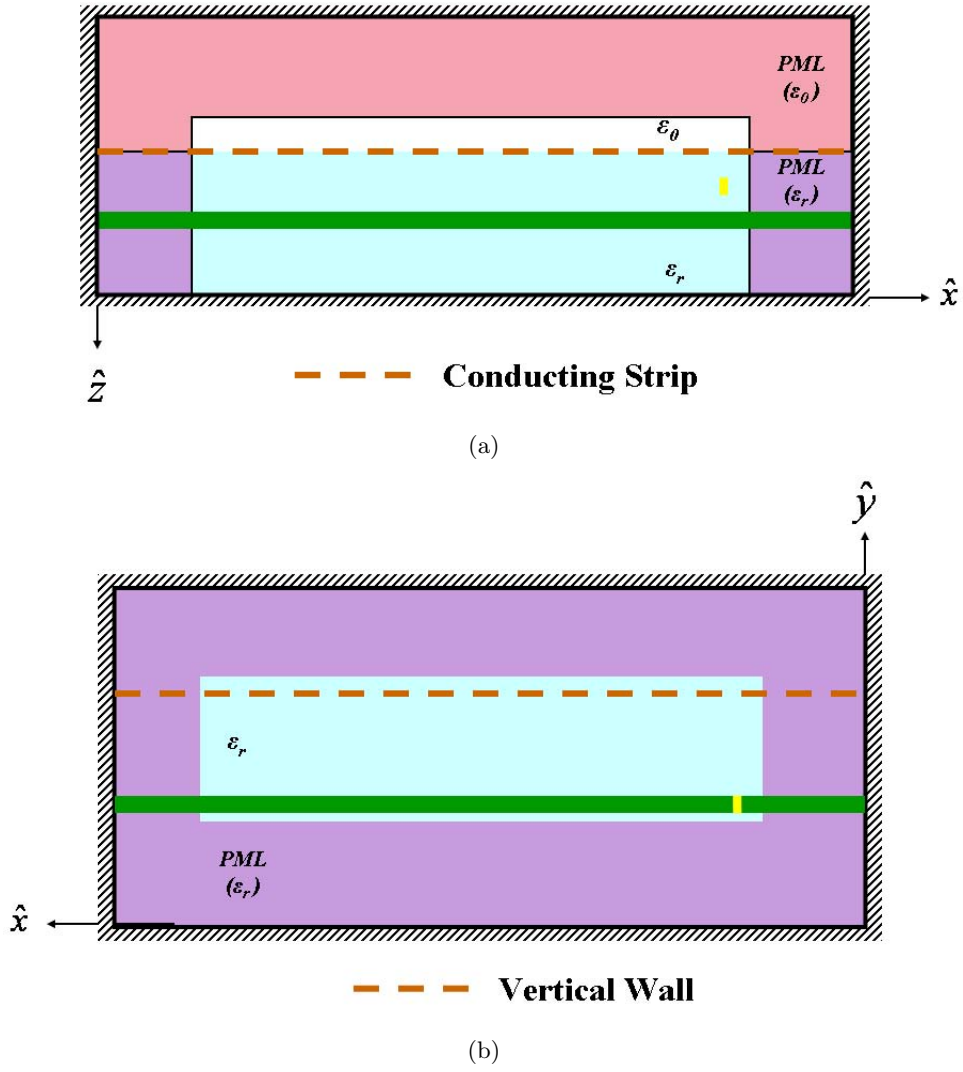 PML
(ε₀)
ε₀
PML
(εᵣ)
εᵣ
x̂
ẑ
Conducting Strip
(a)
ŷ
εᵣ
PML
(εᵣ)
x̂
Vertical Wall
(b)